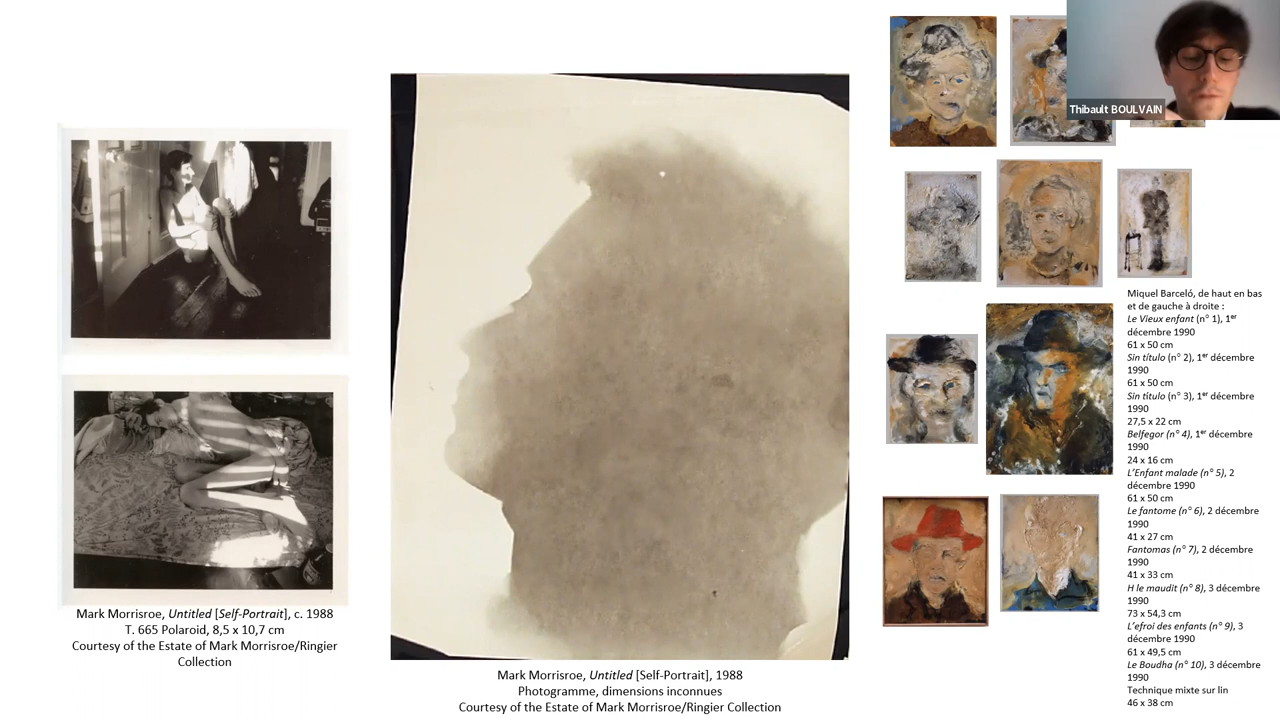 Thibault BOULVAIN
Mark Morrisroe, Untitled [Self-Portrait], c. 1988
T. 665 Polaroid, 8,5 x 10,7 cm
Courtesy of the Estate of Mark Morrisroe/Ringier
Collection
Mark Morrisroe, Untitled [Self-Portrait], 1988
Photogramme, dimensions inconnues
Courtesy of the Estate of Mark Morrisroe/Ringier Collection
Miquel Barceló, de haut en bas
et de gauche à droite :
Le Vieux enfant (n° 1), 1er
décembre 1990
61 x 50 cm
Sin título (n° 2), 1er décembre
1990
61 x 50 cm
Sin título (n° 3), 1er décembre
1990
27,5 x 22 cm
Belfegor (n° 4), 1er décembre
1990
24 x 16 cm
L'Enfant malade (n° 5), 2
décembre 1990
61 x 50 cm
Le fantome (n° 6), 2 décembre
1990
41 x 27 cm
Fantomas (n° 7), 2 décembre
1990
41 x 33 cm
H le maudit (n° 8), 3 décembre
1990
73 x 54,3 cm
L'efroi des enfants (n° 9), 3
décembre 1990
61 x 49,5 cm
Le Boudha (n° 10), 3 décembre
1990
Technique mixte sur lin
46 x 38 cm